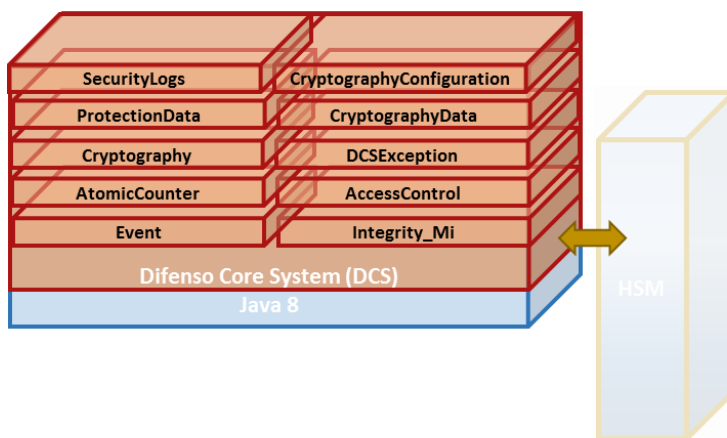 SecurityLogs
CryptographyConfiguration
ProtectionData
CryptographyData
Cryptography
DCSException
AtomicCounter
AccessControl
Event
Integrity_Mi
Difenso Core System (DCS)
Java 8
HSM